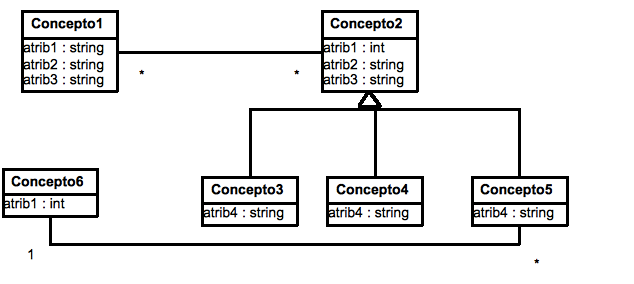 Concepto1
atrib1 : string
atrib2 : string
atrib3 : string
Concepto2
atrib1 : int
atrib2 : string
atrib3 : string
*
*
Concepto6
atrib1 : int
Concepto3
atrib4 : string
Concepto4
atrib4 : string
Concepto5
atrib4 : string
1
*